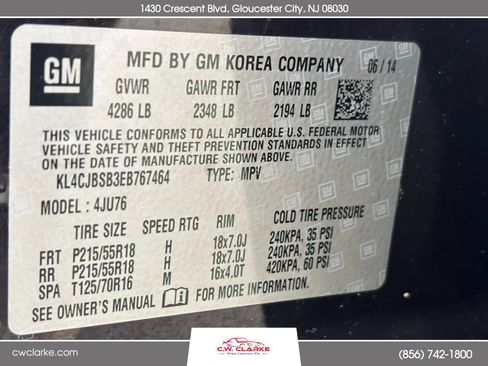 1430 Crescent Blvd, Gloucester City, NJ 08030
GM MFD BY GM KOREA COMPANY 06/14
GVWR GAWR FRT GAWR RR
4286 LB 2348 LB 2194 LB
THIS VEHICLE CONFORMS TO ALL APPLICABLE U.S. FEDERAL MOTOR
VEHICLE SAFETY AND THEFT PREVENTION STANDARDS IN EFFECT
ON THE DATE OF MANUFACTURE SHOWN ABOVE.
KL4CJBSB3EB767464 TYPE: MPV
MODEL : 4JU76
TIRE SIZE SPEED RTG RIM COLD TIRE PRESSURE
FRT P215/55R18 H 18x7.0J 240KPA, 35 PSI
RR P215/55R18 H 18x7.0J 240KPA, 35 PSI
SPA T125/70R16 M 16x4.0T 420KPA, 60 PSI
SEE OWNER'S MANUAL FOR MORE INFORMATION.
cwclarke.com C.W. CLARKE (856) 742-1800
Where Customers Win